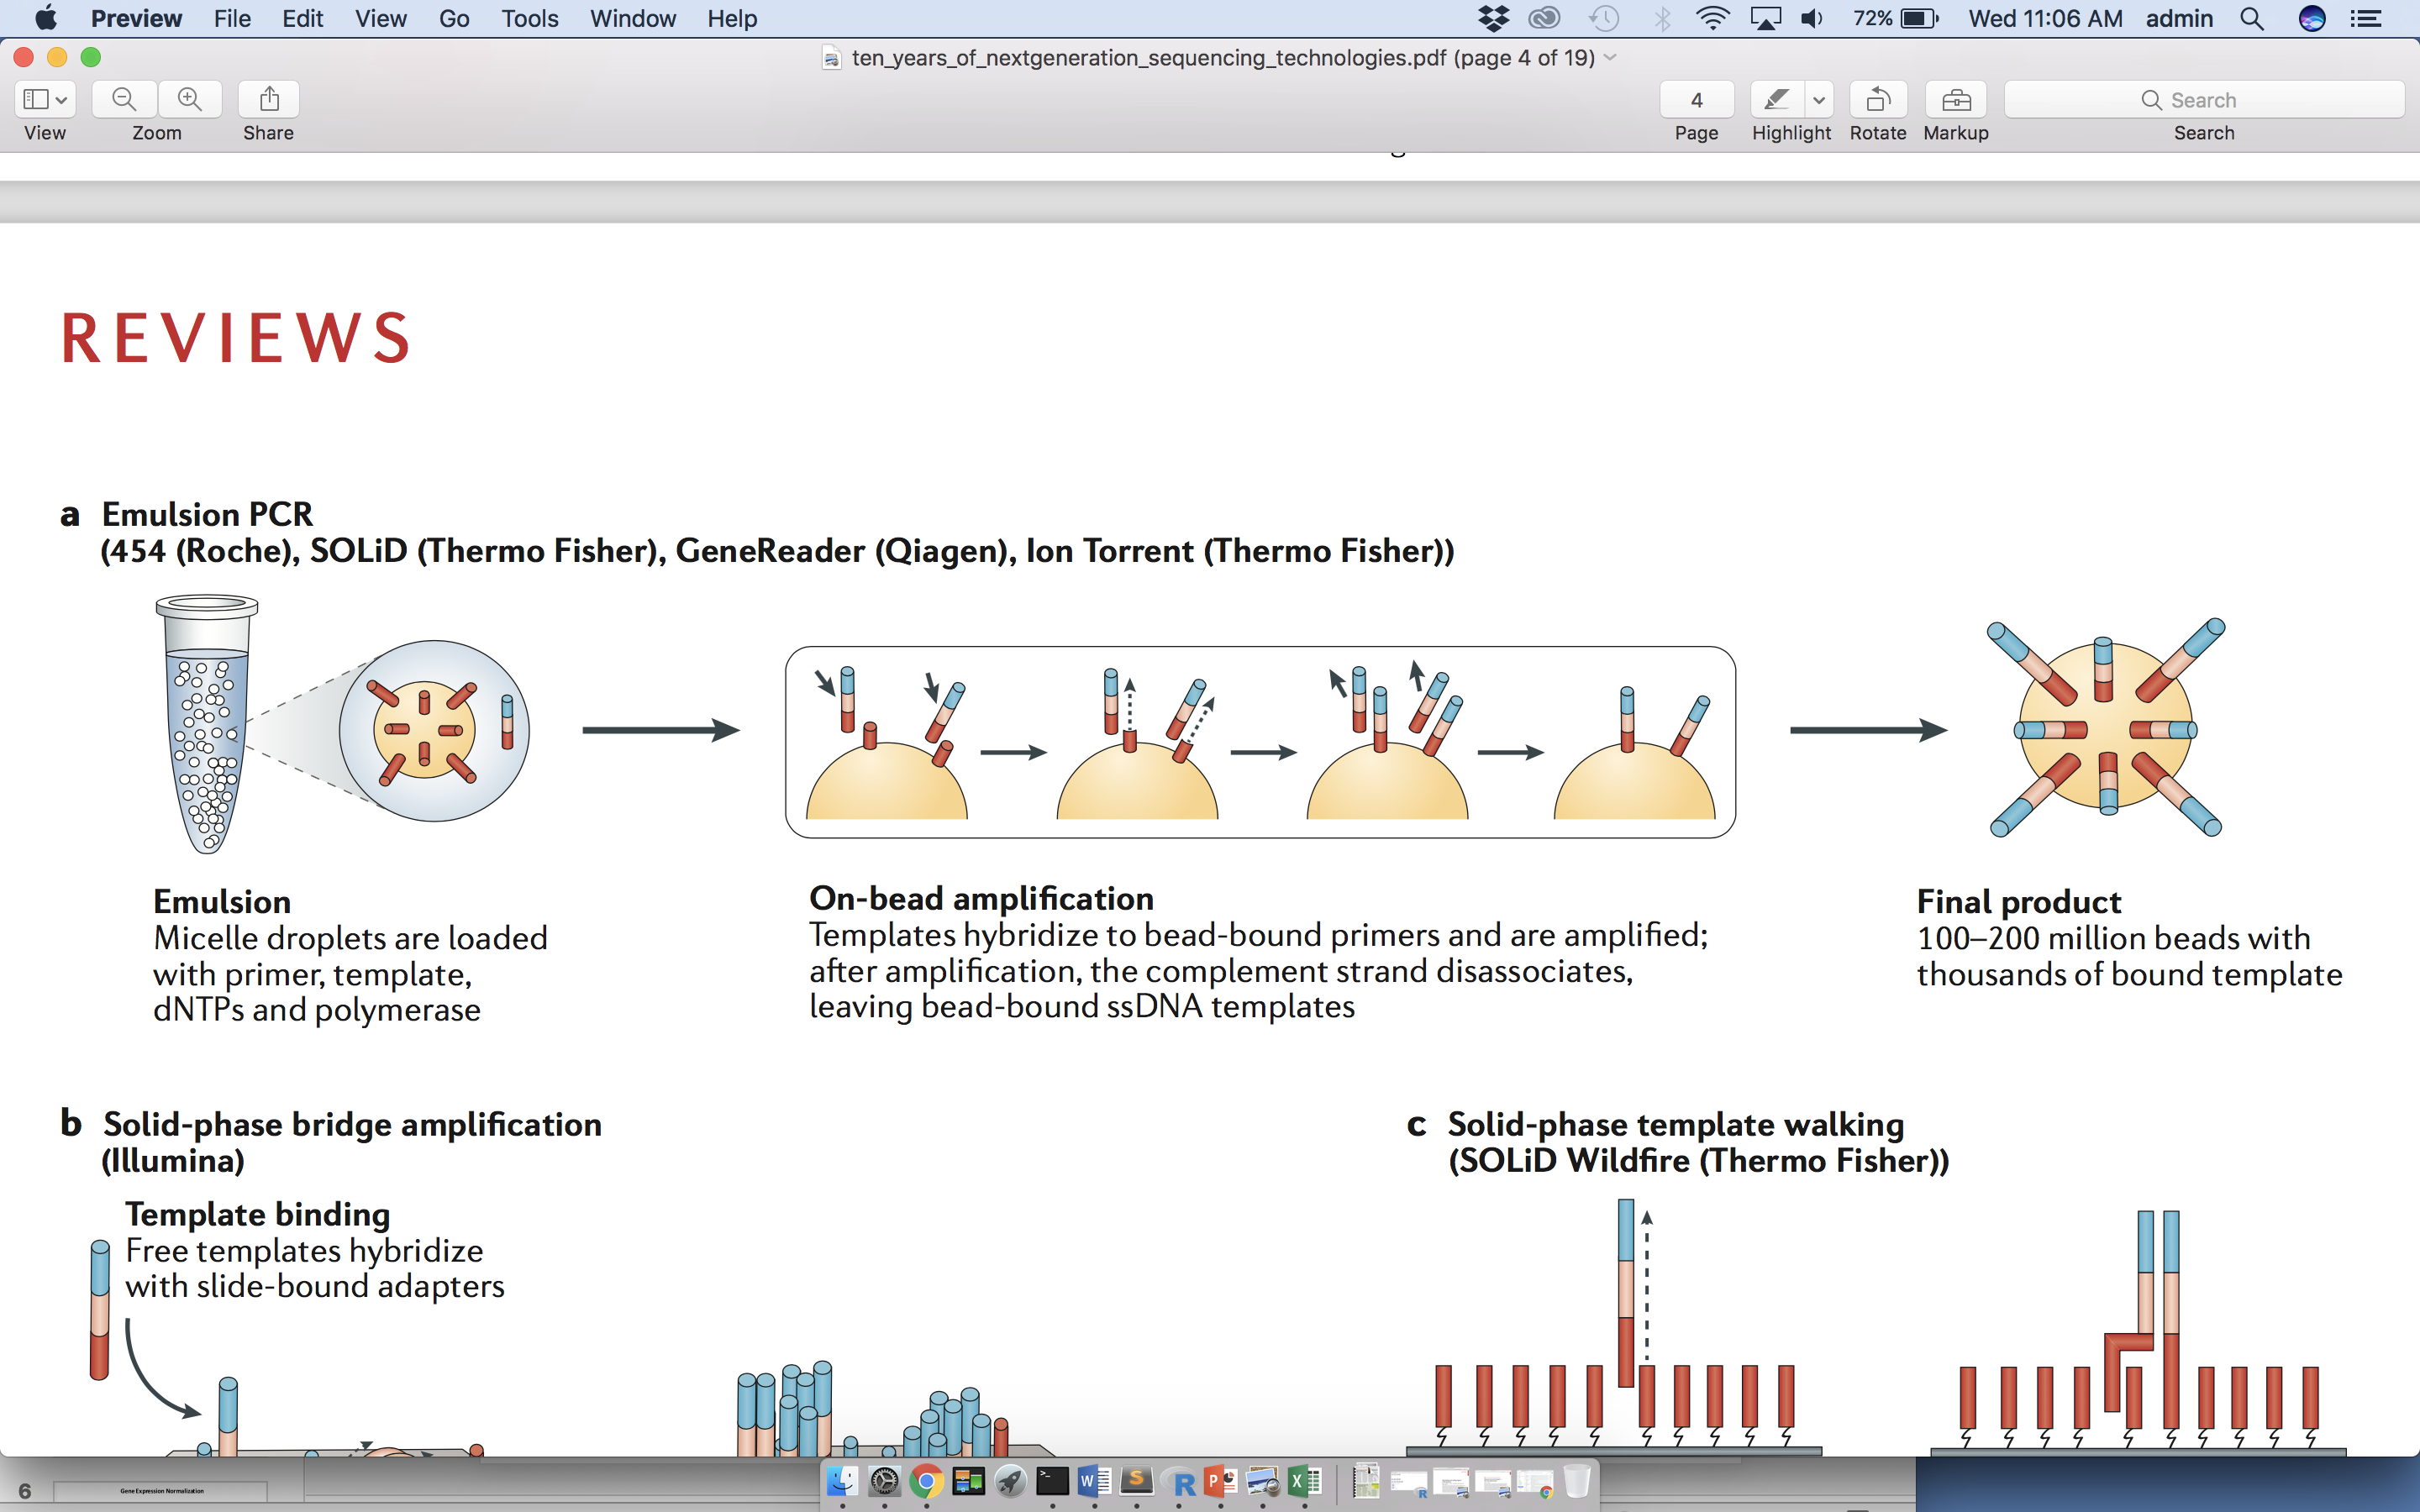 Preview File Edit View Go Tools Window Help 72% Wed 11:06 AM admin
ten_years_of_nextgeneration_sequencing_technologies.pdf (page 4 of 19)
4 Search
View Zoom Share Page Highlight Rotate Markup Search
REVIEWS
a Emulsion PCR
(454 (Roche), SOLiD (Thermo Fisher), GeneReader (Qiagen), Ion Torrent (Thermo Fisher))
Emulsion
Micelle droplets are loaded
with primer, template,
dNTPs and polymerase
On-bead amplification
Templates hybridize to bead-bound primers and are amplified;
after amplification, the complement strand disassociates,
leaving bead-bound ssDNA templates
Final product
100–200 million beads with
thousands of bound template
b Solid-phase bridge amplification
(Illumina)
Template binding
Free templates hybridize
with slide-bound adapters
c Solid-phase template walking
(SOLiD Wildfire (Thermo Fisher))
6 Gene Expression Normalization